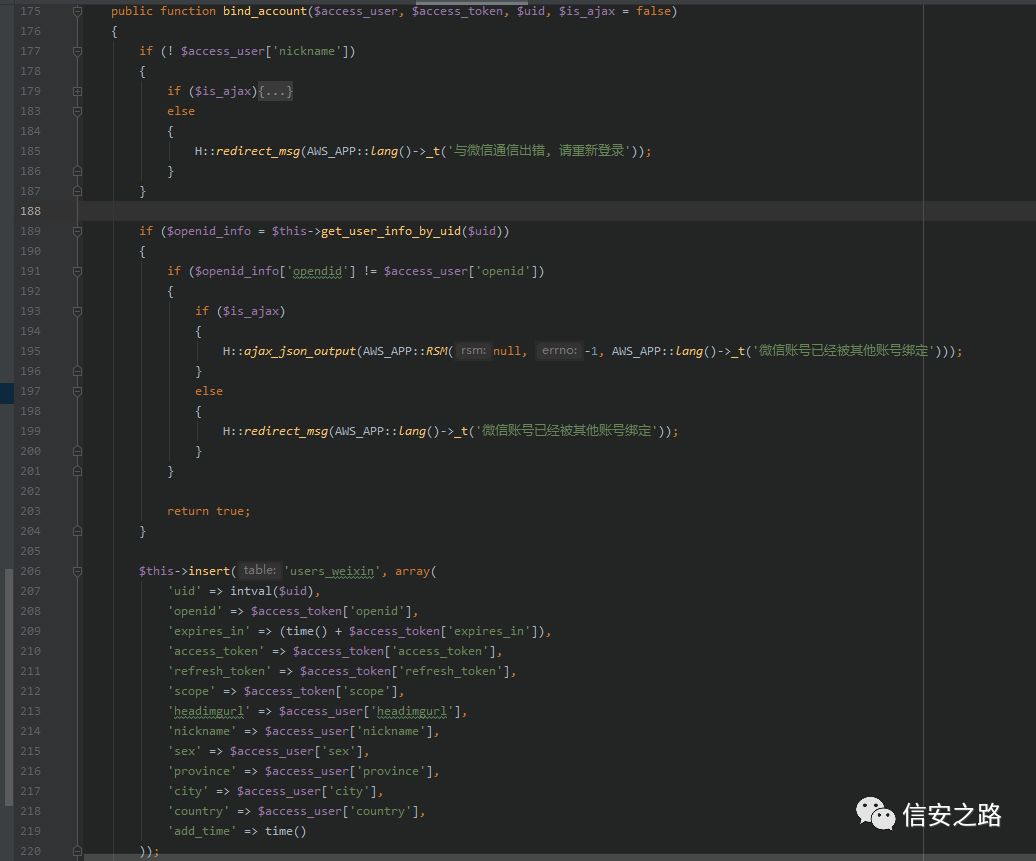 175 public function bind_account($access_user, $access_token, $uid, $is_ajax = false)
176 {
177 if (! $access_user['nickname'])
178 {
179 if ($is_ajax){...}
183 else
184 {
185 H::redirect_msg(AWS_APP::lang()->_t('与微信通信出错, 请重新登录'));
186 }
187 }
188
189 if ($openid_info = $this->get_user_info_by_uid($uid))
190 {
191 if ($openid_info['opendid'] != $access_user['openid'])
192 {
193 if ($is_ajax)
194 {
195 H::ajax_json_output(AWS_APP::RSM( rsm: null, errno: -1, AWS_APP::lang()->_t('微信账号已经被其他账号绑定')));
196 }
197 else
198 {
199 H::redirect_msg(AWS_APP::lang()->_t('微信账号已经被其他账号绑定'));
200 }
201 }
202
203 return true;
204 }
205
206 $this->insert( table: 'users_weixin', array(
207 'uid' => intval($uid),
208 'openid' => $access_token['openid'],
209 'expires_in' => (time() + $access_token['expires_in']),
210 'access_token' => $access_token['access_token'],
211 'refresh_token' => $access_token['refresh_token'],
212 'scope' => $access_token['scope'],
213 'headimgurl' => $access_user['headimgurl'],
214 'nickname' => $access_user['nickname'],
215 'sex' => $access_user['sex'],
216 'province' => $access_user['province'],
217 'city' => $access_user['city'],
218 'country' => $access_user['country'],
219 'add_time' => time()
220 ));
信安之路